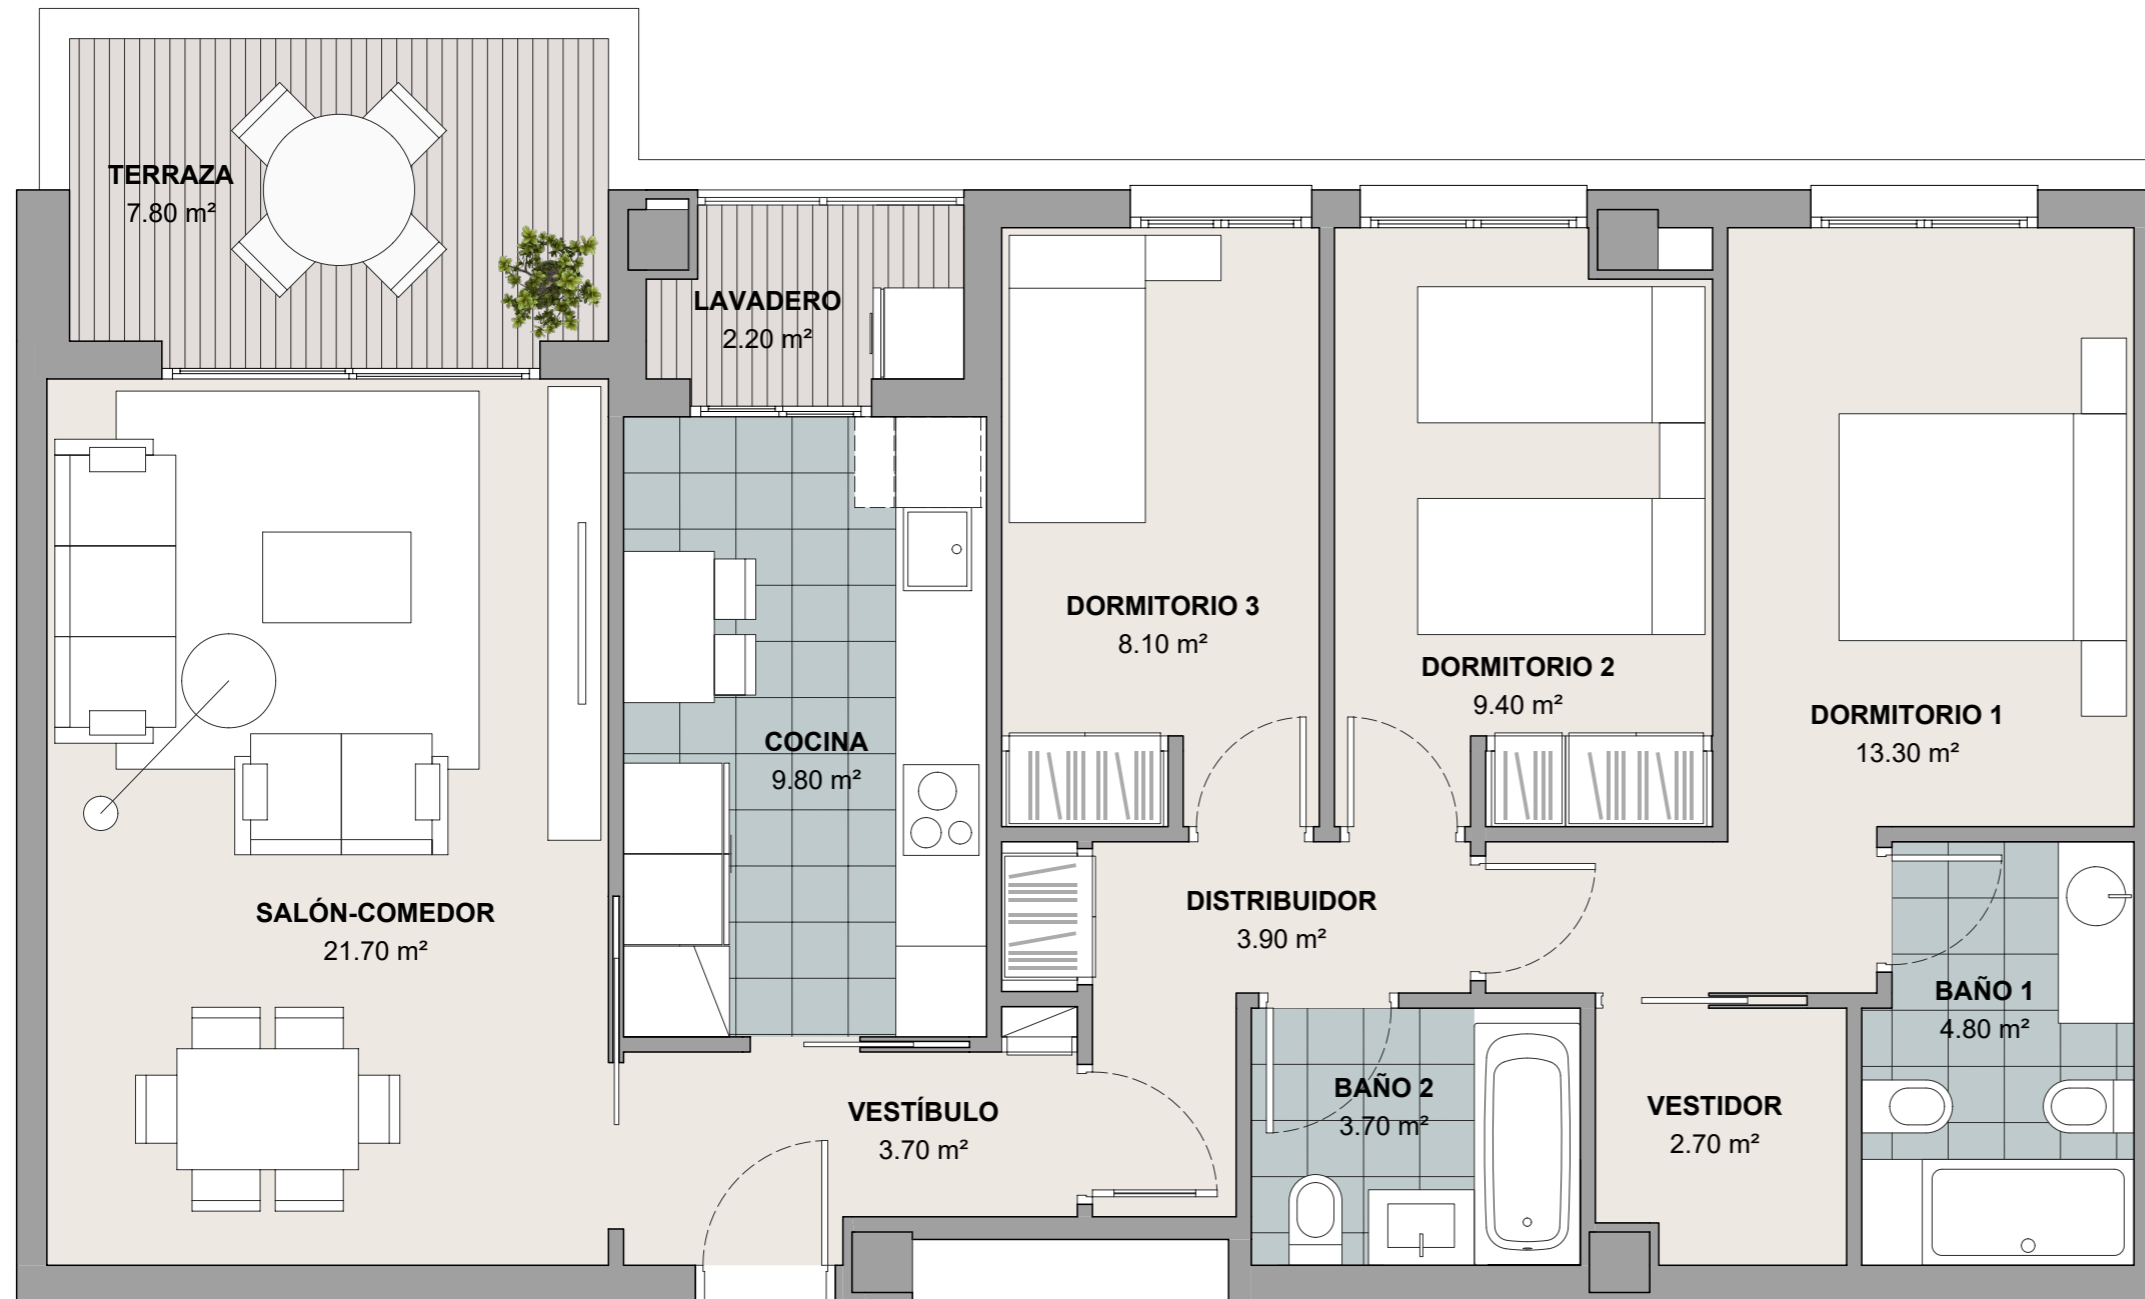 TERRAZA
7.80 m²
LAVADERO
2.20 m²
DORMITORIO 3
8.10 m²
DORMITORIO 2
9.40 m²
DORMITORIO 1
13.30 m²
COCINA
9.80 m²
SALÓN-COMEDOR
21.70 m²
DISTRIBUIDOR
3.90 m²
BAÑO 1
4.80 m²
BAÑO 2
3.70 m²
VESTIDOR
2.70 m²
VESTÍBULO
3.70 m²